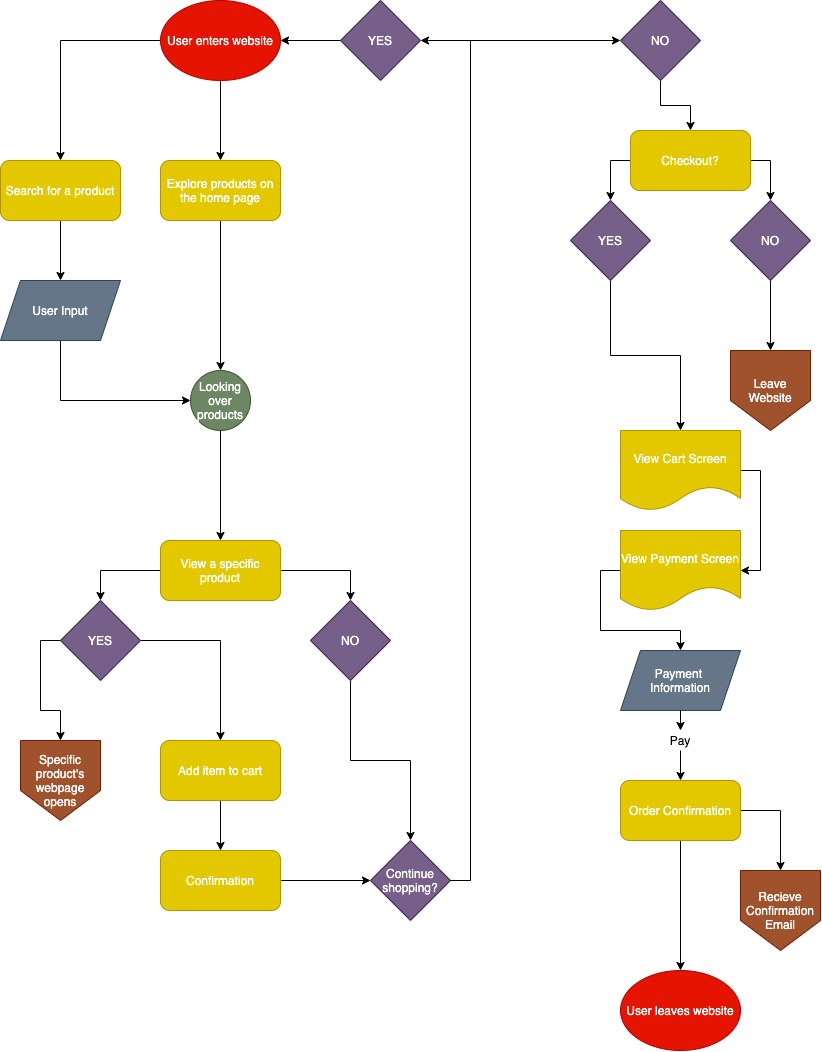 User enters website
YES
NO
Search for a product
Explore products on
the home page
Checkout?
YES
NO
User Input
Looking
over
products
Leave
Website
View Cart Screen
View a specific
product
View Payment Screen
YES
NO
Payment
Information
Pay
Specific
product's
webpage
opens
Add item to cart
Order Confirmation
Confirmation
Continue
shopping?
Recieve
Confirmation
Email
User leaves website